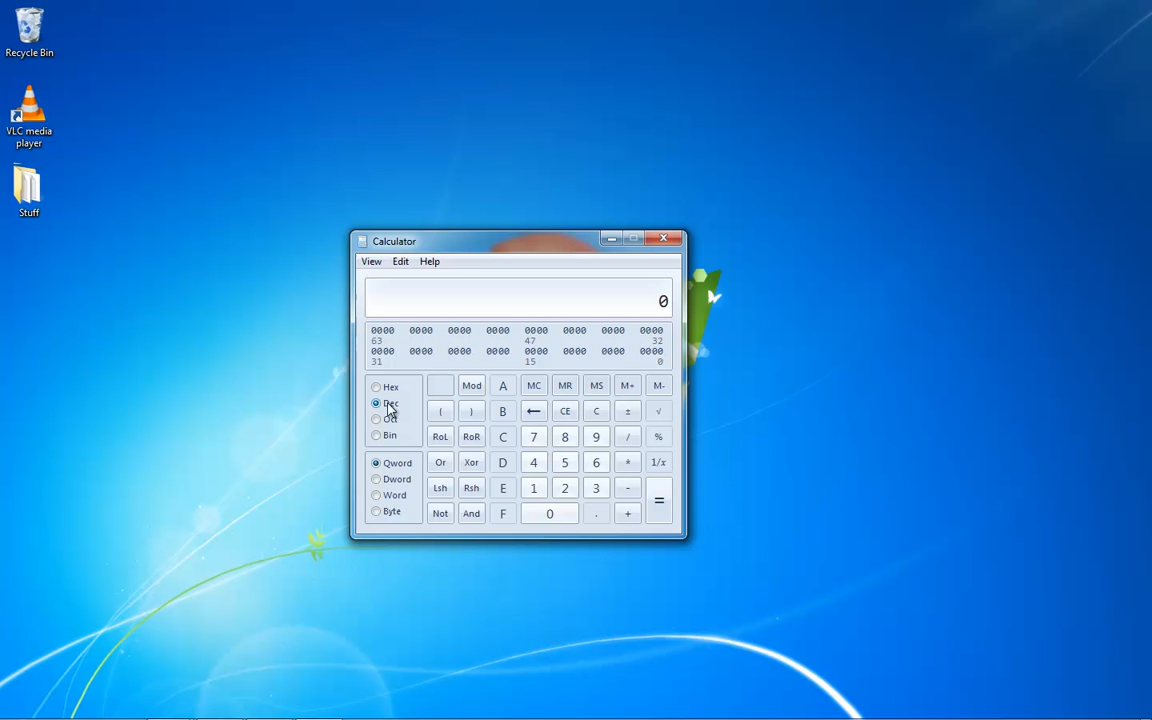 Recycle Bin
VLC media
player
Stuff
Calculator
View Edit Help
0
0000 0000 0000 0000 0000 0000 0000 0000
63 47 32
0000 0000 0000 0000 0000 0000 0000 0000
31 15 0
Hex Mod A MC MR MS M+ M-
Dec ( ) B ← CE C ± √
Oct
Bin RoL RoR C 7 8 9 / %
Qword Or Xor D 4 5 6 * 1/x
Dword Lsh Rsh E 1 2 3 - =
Word
Byte Not And F 0 . +